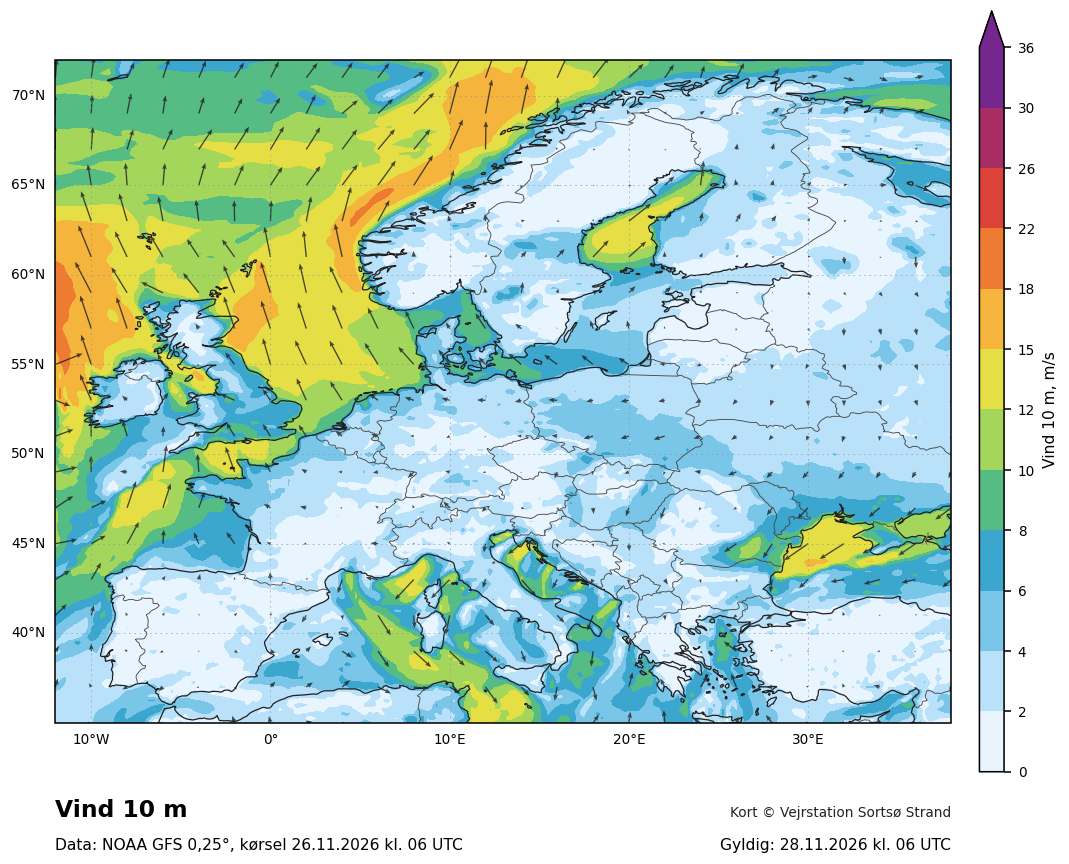 70°N
65°N
60°N
55°N
50°N
45°N
40°N
10°W 0° 10°E 20°E 30°E
36
30
26
22
18
15
12
10
8
6
4
2
0
Vind 10 m, m/s
Vind 10 m
Kort © Vejrstation Sortsø Strand
Data: NOAA GFS 0,25°, kørsel 26.11.2026 kl. 06 UTC
Gyldig: 28.11.2026 kl. 06 UTC